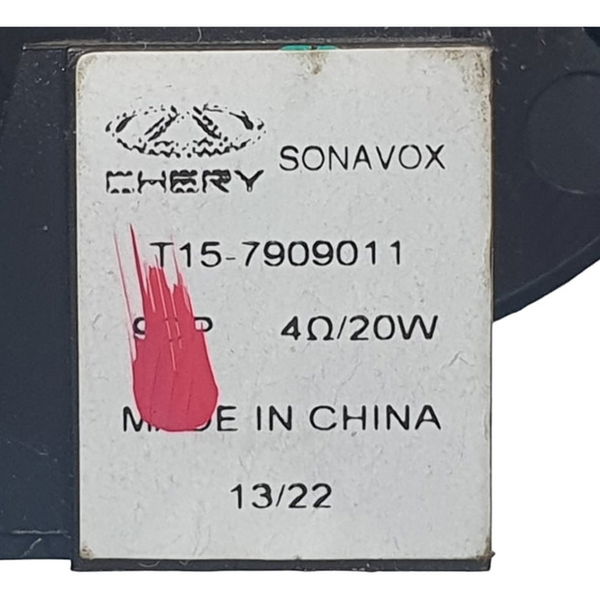 CHERY SONAVOX
T15-7909011
4Ω/20W
MADE IN CHINA
13/22